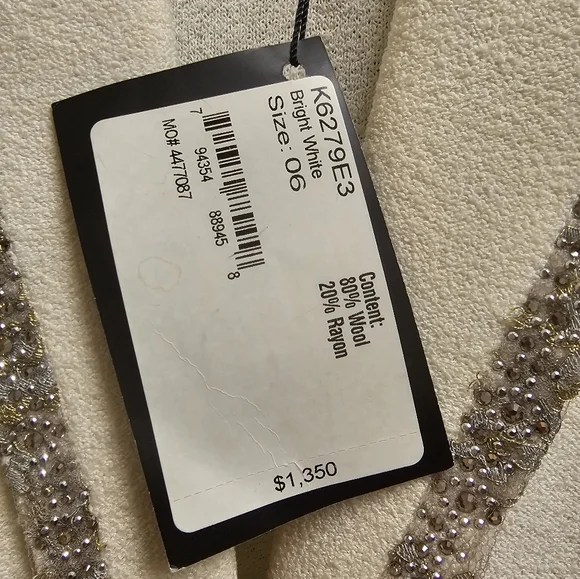 K6279E3
Bright White
Size: 06
7 94354 88945 8
MO# 4477087
Content:
80% Wool
20% Rayon
$1,350